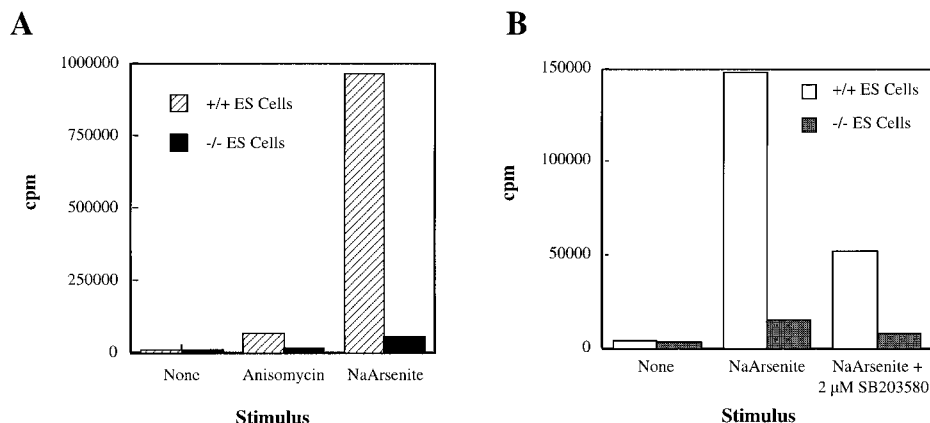 A
1000000
750000
500000
250000
0
cpm
+/+ ES Cells
-/- ES Cells
None
Anisomycin
NaArsenite
Stimulus
B
150000
100000
50000
0
cpm
+/+ ES Cells
-/- ES Cells
None
NaArsenite
NaArsenite +
2 µM SB203580
Stimulus